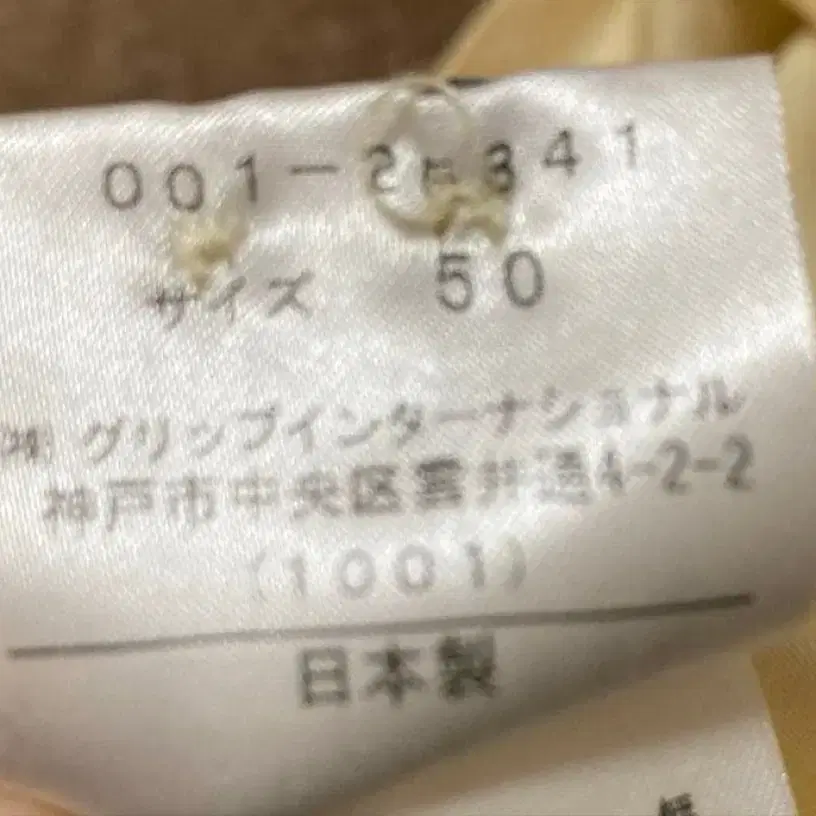 サイズ 50
㈱ グリップインターナショナル
神戸市中央区雲井通4-2-2
(1001)
日本製